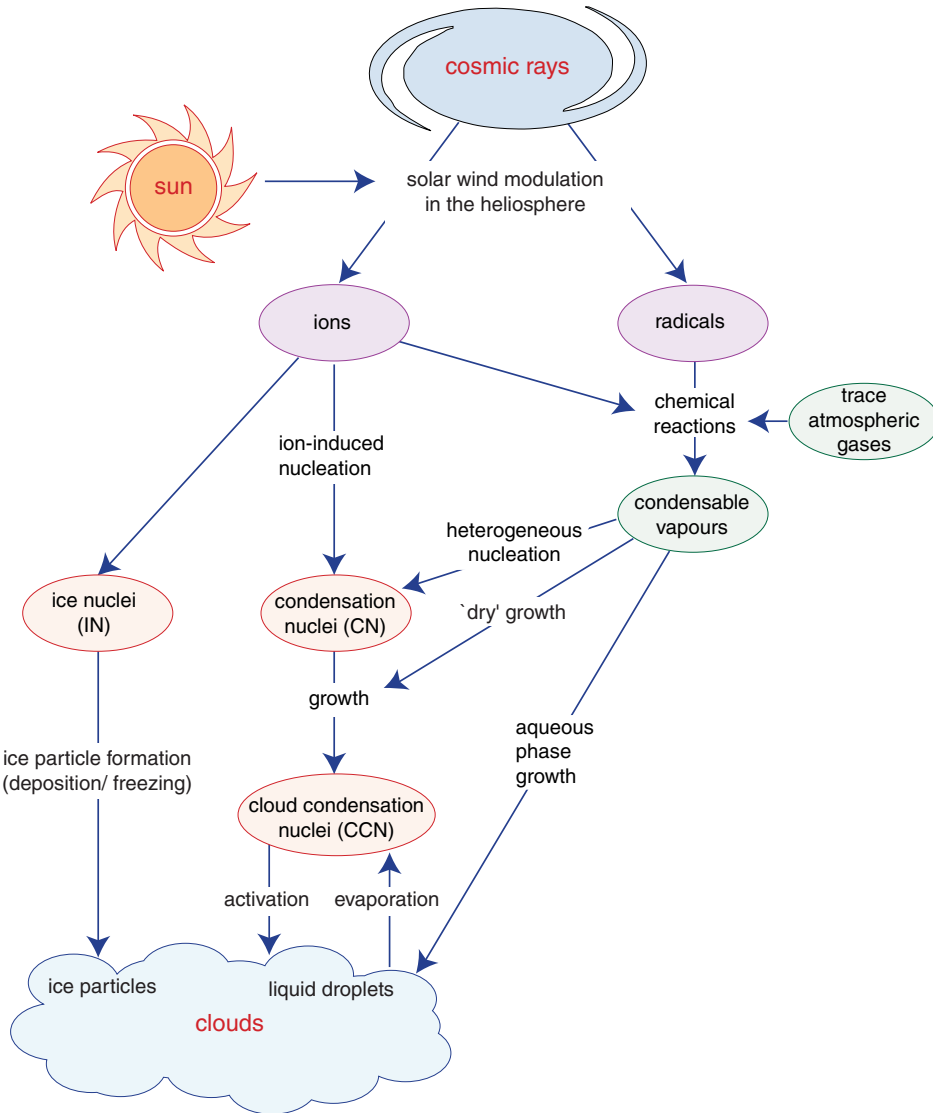 cosmic rays
sun
solar wind modulation
in the heliosphere
ions
radicals
chemical
reactions
trace
atmospheric
gases
ion-induced
nucleation
condensable
vapours
heterogeneous
nucleation
ice nuclei
(IN)
condensation
nuclei (CN)
`dry' growth
growth
ice particle formation
(deposition/ freezing)
aqueous
phase
growth
cloud condensation
nuclei (CCN)
activation
evaporation
ice particles
liquid droplets
clouds